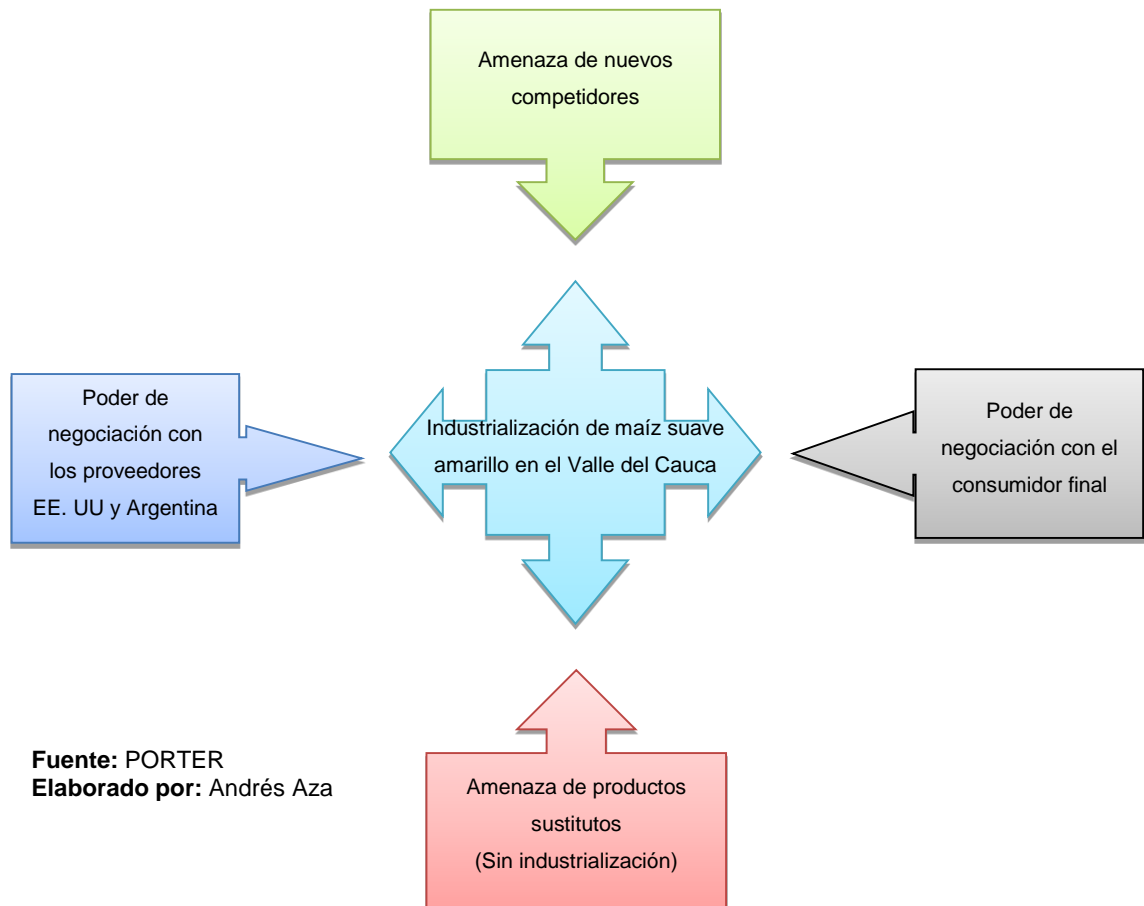 Amenaza de nuevos
competidores
Poder de
negociación con
los proveedores
EE. UU y Argentina
Industrialización de maíz suave
amarillo en el Valle del Cauca
Poder de
negociación con el
consumidor final
Fuente: PORTER
Elaborado por: Andrés Aza
Amenaza de productos
sustitutos
(Sin industrialización)